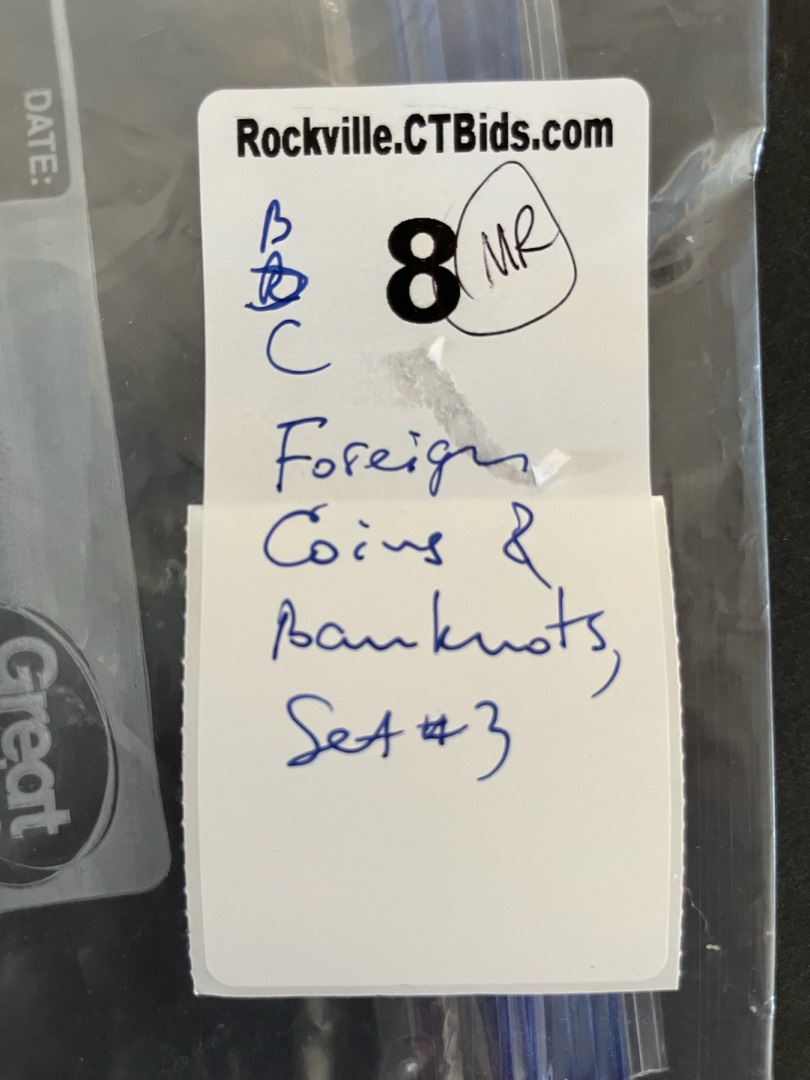 DATE:
Rockville.CTBids.com
B
8 MR
C
Foreign
Coins &
Banknots,
Set #3
Great